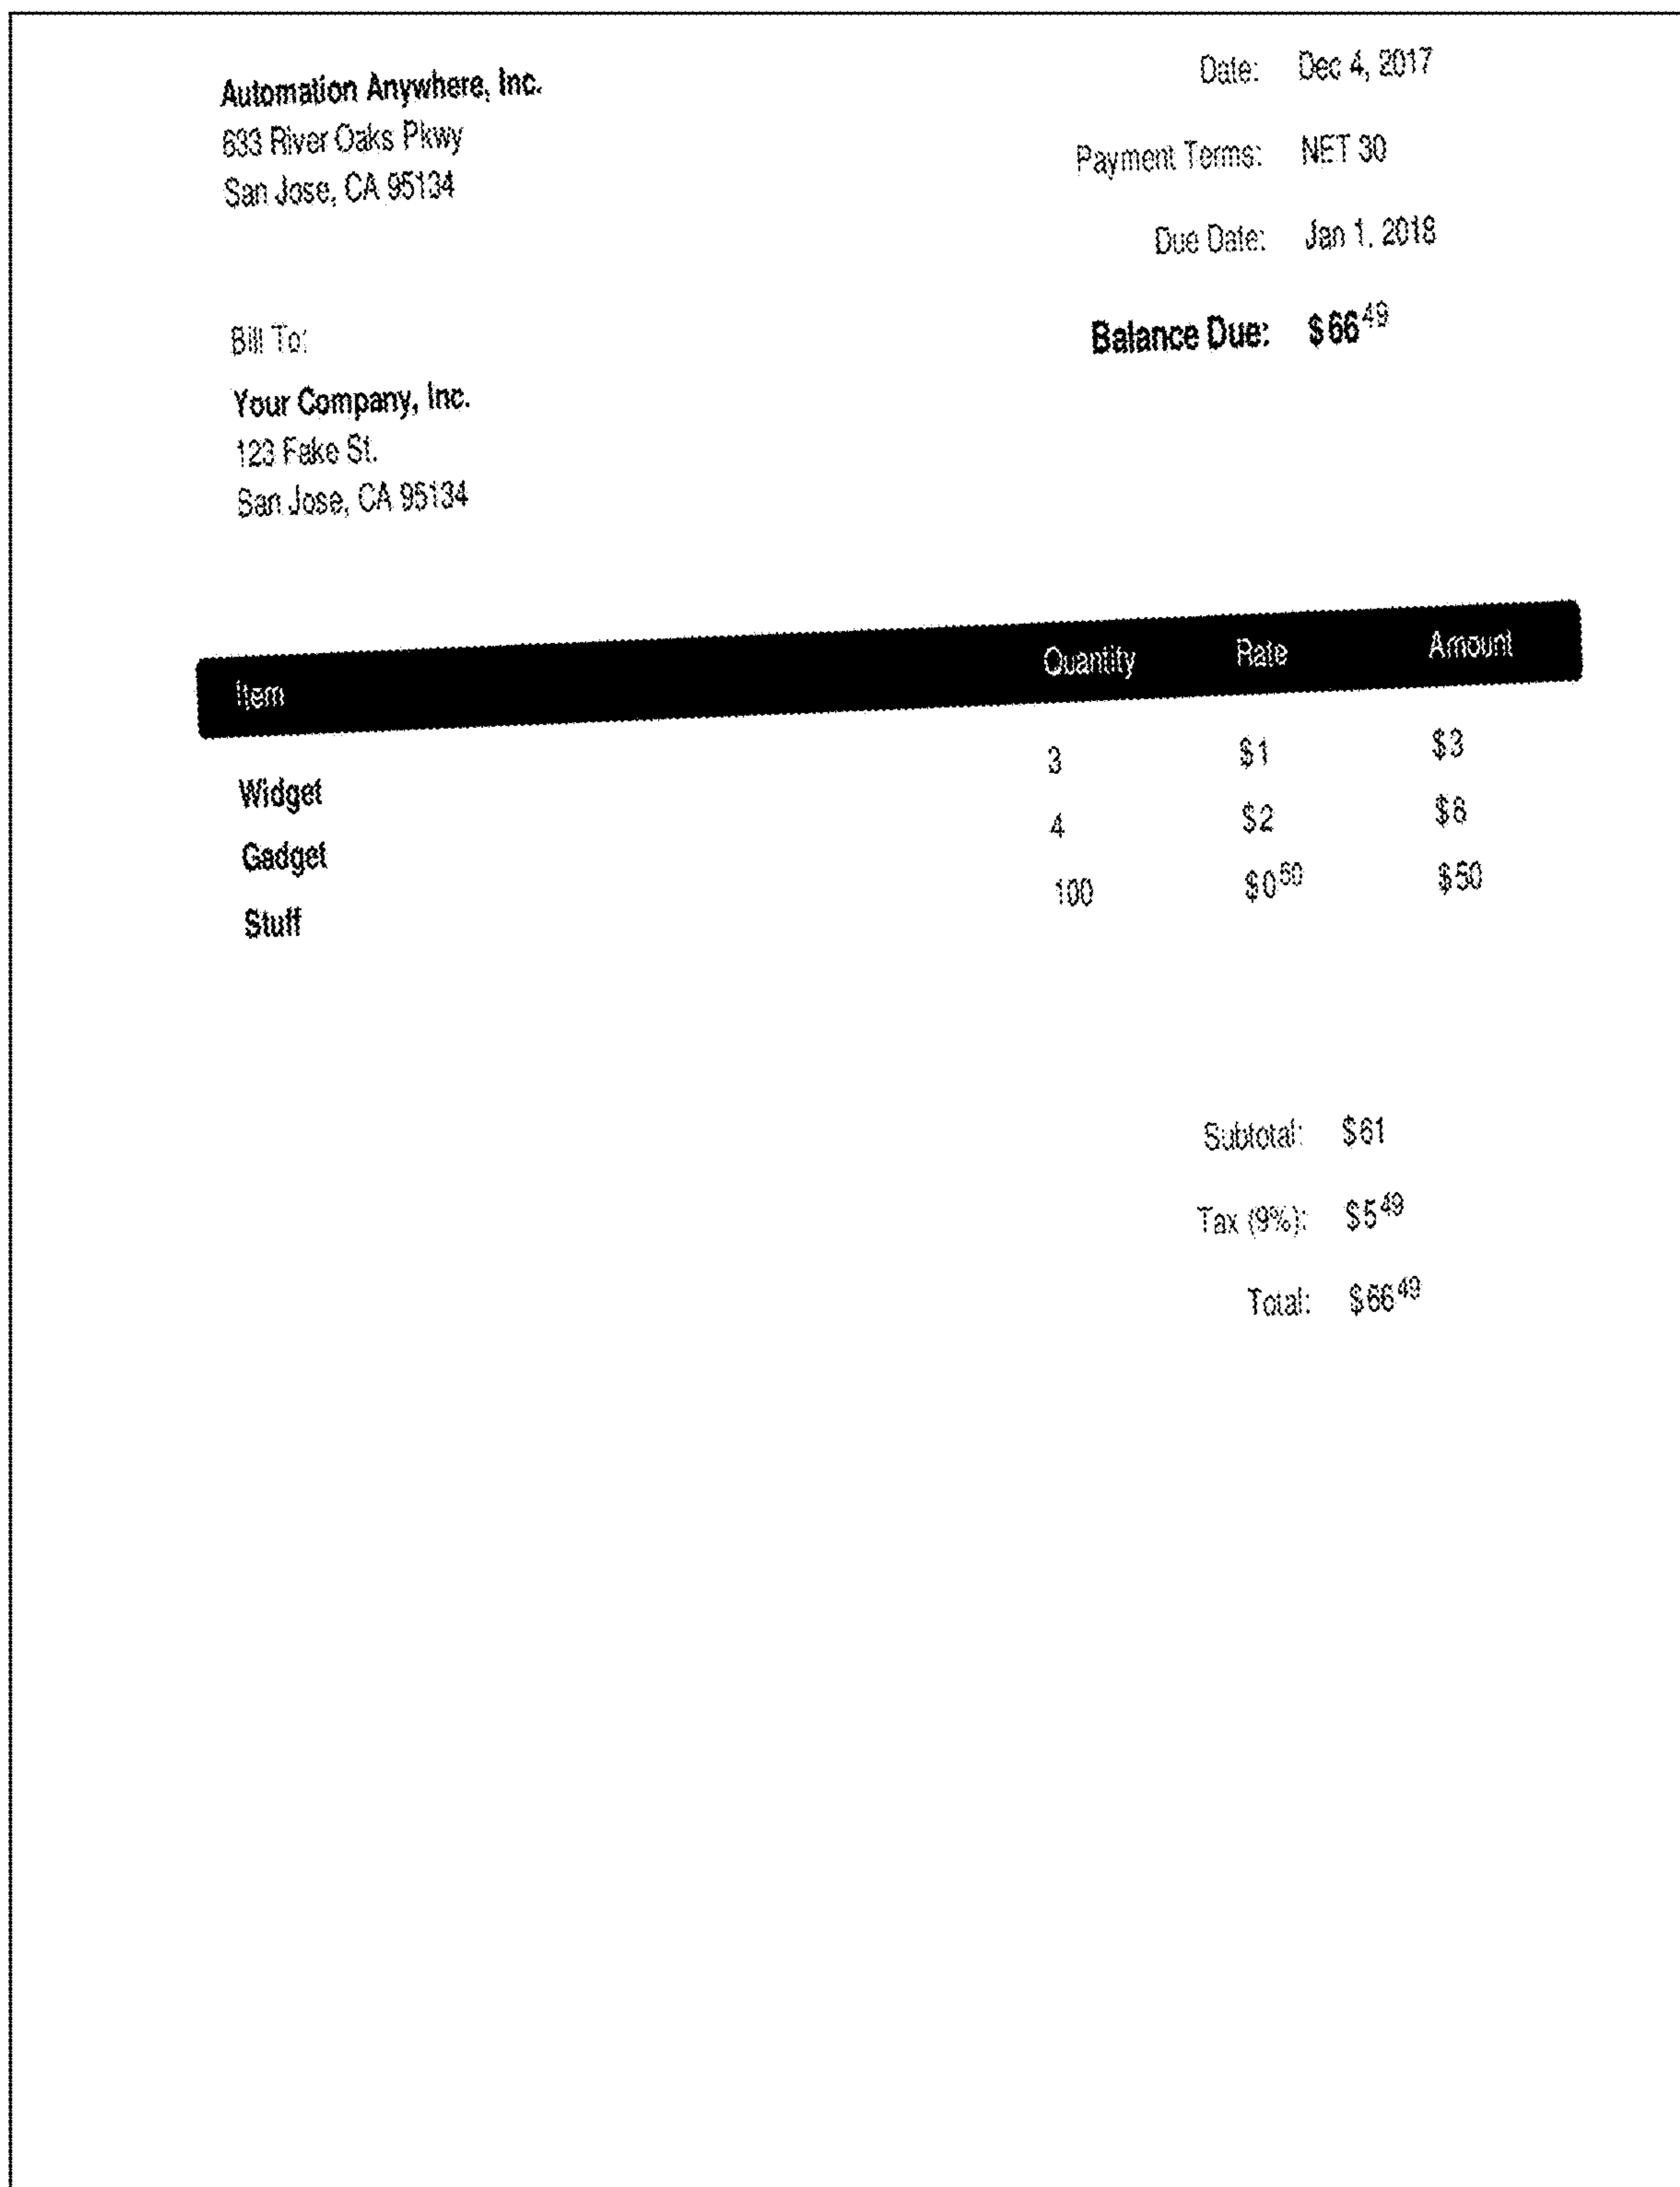 Automation Anywhere, Inc.
633 River Oaks Pkwy
San Jose, CA 95134
Date: Dec 4, 2017
Payment Terms: NET 30
Due Date: Jan 1, 2018
Balance Due: $66 49
Bill To:
Your Company, Inc.
123 Fake St.
San Jose, CA 95134
Item Quantity Rate Amount
Widget 3 $1 $3
Gadget 4 $2 $8
Stuff 100 $0 50 $50
Subtotal: $61
Tax (9%): $5 49
Total: $66 49